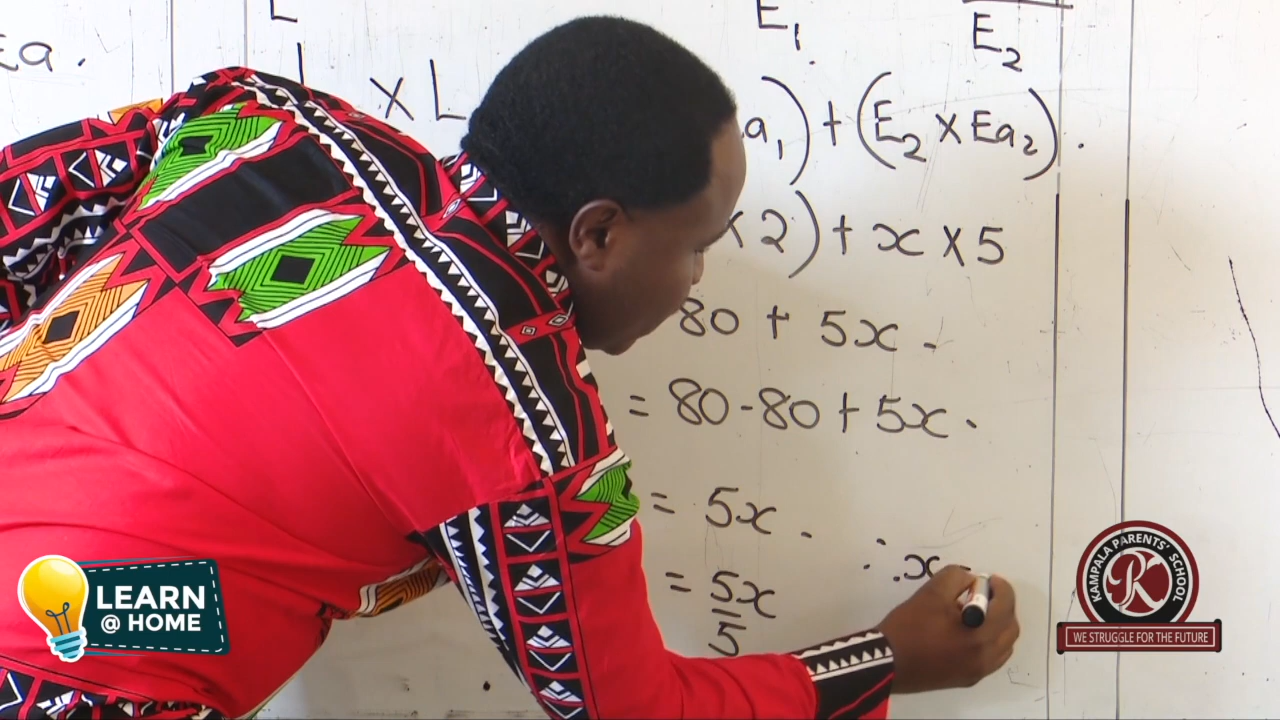 L
E₁
E₂
Ea.
× L
a₁) + (E₂ × Ea₂).
× 2) + x × 5
80 + 5x.
= 80 - 80 + 5x.
= 5x.
∴ x =
= 5x
5
LEARN
@ HOME
KAMPALA PARENTS' SCHOOL
K
WE STRUGGLE FOR THE FUTURE